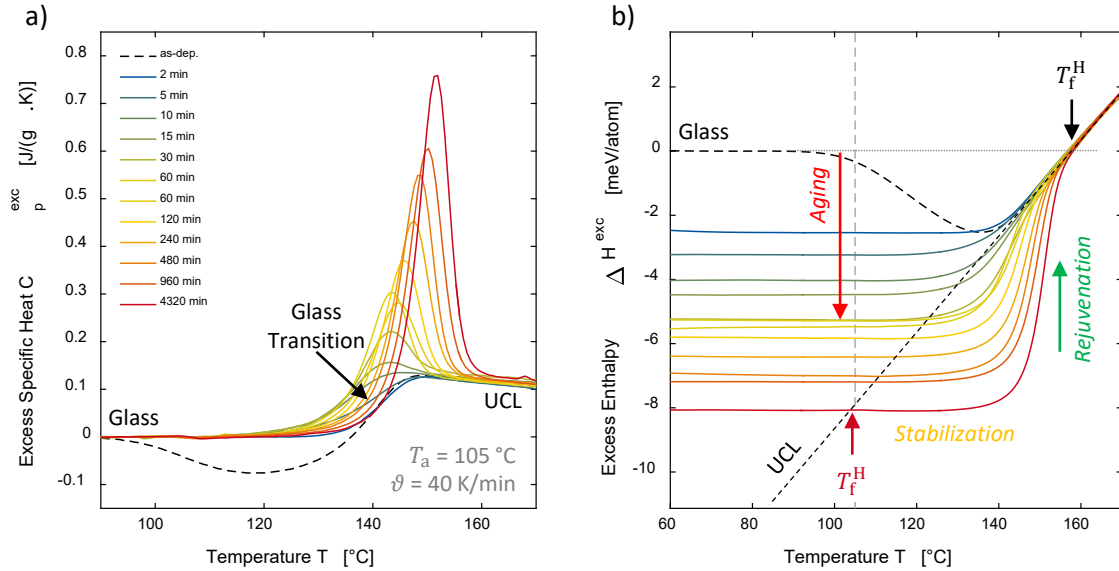 a)
Excess Specific Heat C p exc [J/(g .K)]
0.8
0.7
0.6
0.5
0.4
0.3
0.2
0.1
0
-0.1
as-dep.
2 min
5 min
10 min
15 min
30 min
60 min
60 min
120 min
240 min
480 min
960 min
4320 min
Glass
Transition
Glass
UCL
Ta = 105 °C
ϑ = 40 K/min
100
120
140
160
Temperature T [°C]
b)
Excess Enthalpy Δ H exc [meV/atom]
2
0
-2
-4
-6
-8
-10
TfH
Glass
Aging
Rejuvenation
Stabilization
UCL
TfH
60
80
100
120
140
160
Temperature T [°C]